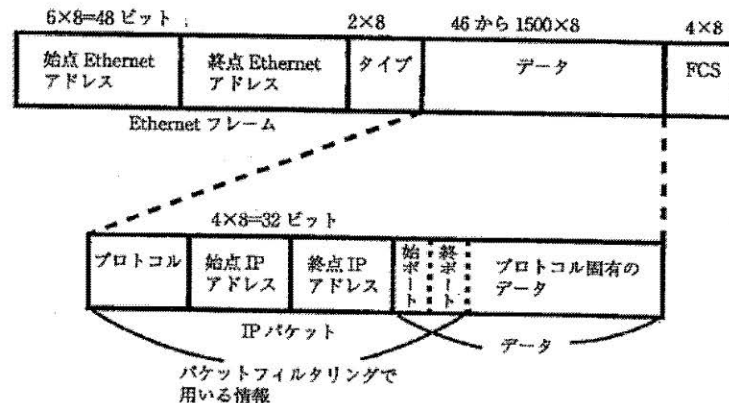 6×8=48 ビット
2×8
46 から 1500×8
4×8
始点 Ethernet
アドレス
終点 Ethernet
アドレス
タイプ
データ
FCS
Ethernet フレーム
4×8=32 ビット
プロトコル
始点 IP
アドレス
終点 IP
アドレス
始ポート
終ポート
プロトコル固有の
データ
IP パケット
データ
パケットフィルタリングで
用いる情報